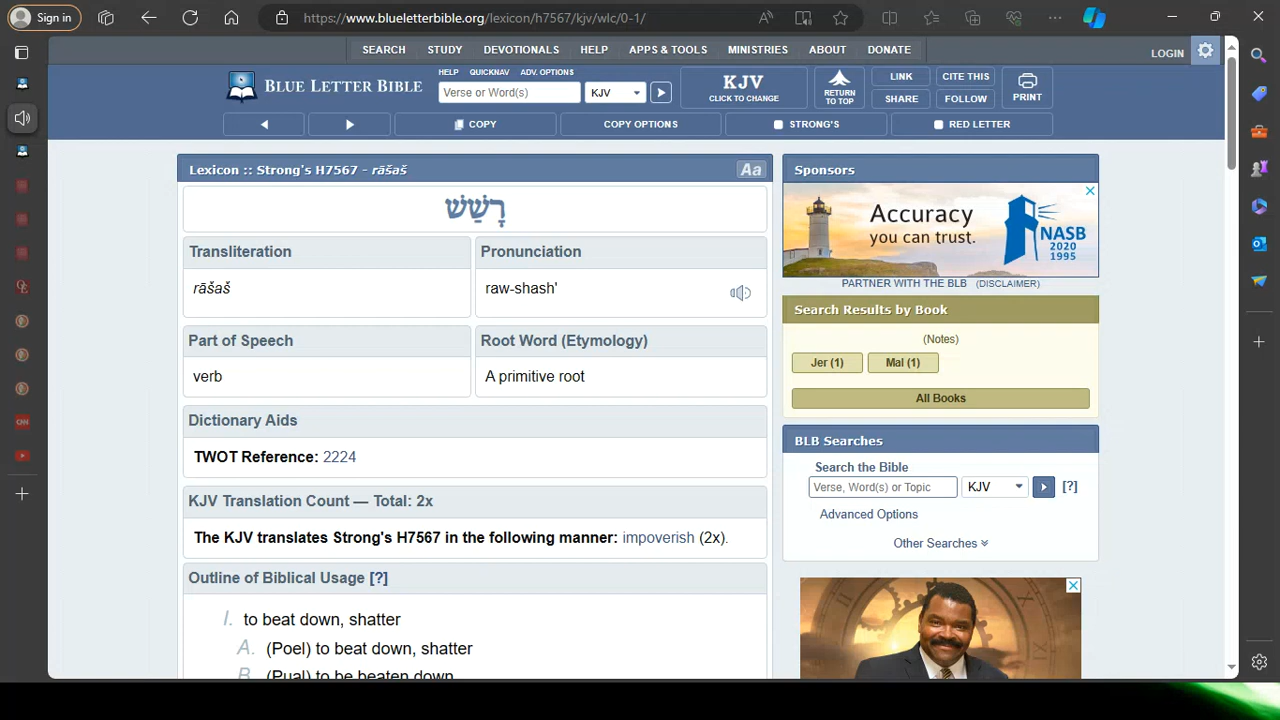 Sign in
https://www.blueletterbible.org/lexicon/h7567/kjv/wlc/0-1/
SEARCH STUDY DEVOTIONALS HELP APPS & TOOLS MINISTRIES ABOUT DONATE
LOGIN
BLUE LETTER BIBLE
HELP QUICKNAV ADV. OPTIONS
Verse or Word(s) KJV
KJV
CLICK TO CHANGE
RETURN TO TOP
LINK CITE THIS
SHARE FOLLOW
PRINT
COPY COPY OPTIONS STRONG'S RED LETTER
Lexicon :: Strong's H7567 - rāšaš Aa
רָשַׁשׁ
Transliteration
rāšaš
Pronunciation
raw-shash'
Part of Speech
verb
Root Word (Etymology)
A primitive root
Dictionary Aids
TWOT Reference: 2224
KJV Translation Count — Total: 2x
The KJV translates Strong's H7567 in the following manner: impoverish (2x).
Outline of Biblical Usage [?]
I. to beat down, shatter
A. (Poel) to beat down, shatter
B. (Pual) to be beaten down
Sponsors
Accuracy
you can trust.
NASB
2020
1995
PARTNER WITH THE BLB (DISCLAIMER)
Search Results by Book
(Notes)
Jer (1) Mal (1)
All Books
BLB Searches
Search the Bible
Verse, Word(s) or Topic KJV [?]
Advanced Options
Other Searches
CNN